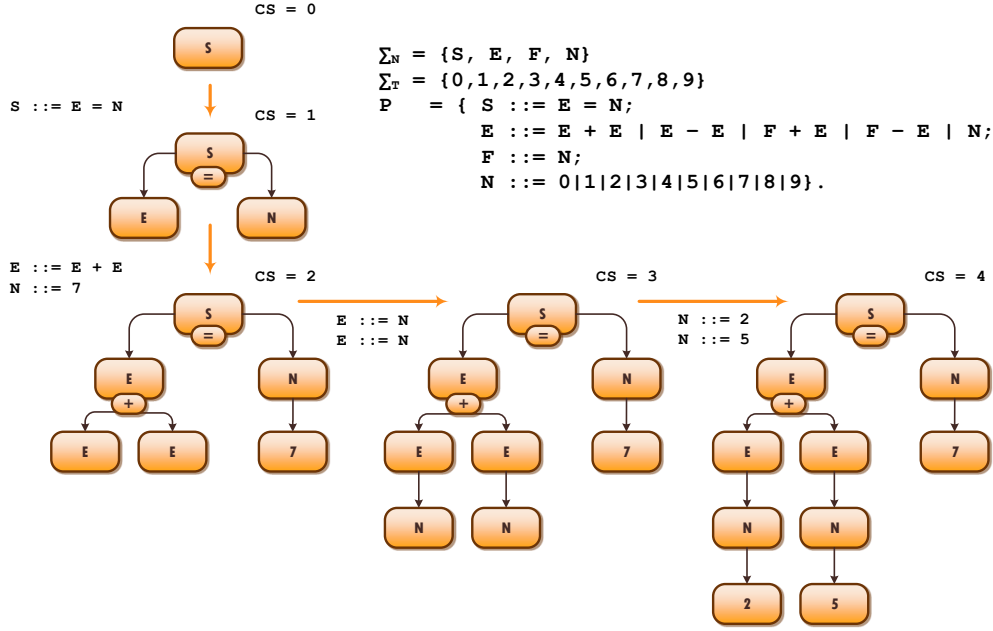 CS = 0
S
∑N = {S, E, F, N}
∑T = {0,1,2,3,4,5,6,7,8,9}
P = { S ::= E = N;
E ::= E + E | E − E | F + E | F − E | N;
F ::= N;
N ::= 0|1|2|3|4|5|6|7|8|9}.
S ::= E = N
CS = 1
S
=
E N
E ::= E + E
N ::= 7
CS = 2
S
=
E N
+
E E 7
E ::= N
E ::= N
CS = 3
S
=
E N
+
E E 7
N N
N ::= 2
N ::= 5
CS = 4
S
=
E N
+
E E 7
N N
2 5